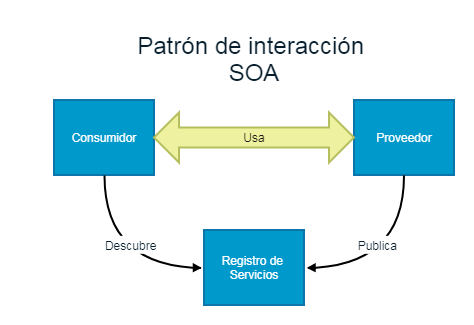 Patrón de interacción
SOA
Consumidor
Usa
Proveedor
Descubre
Publica
Registro de
Servicios